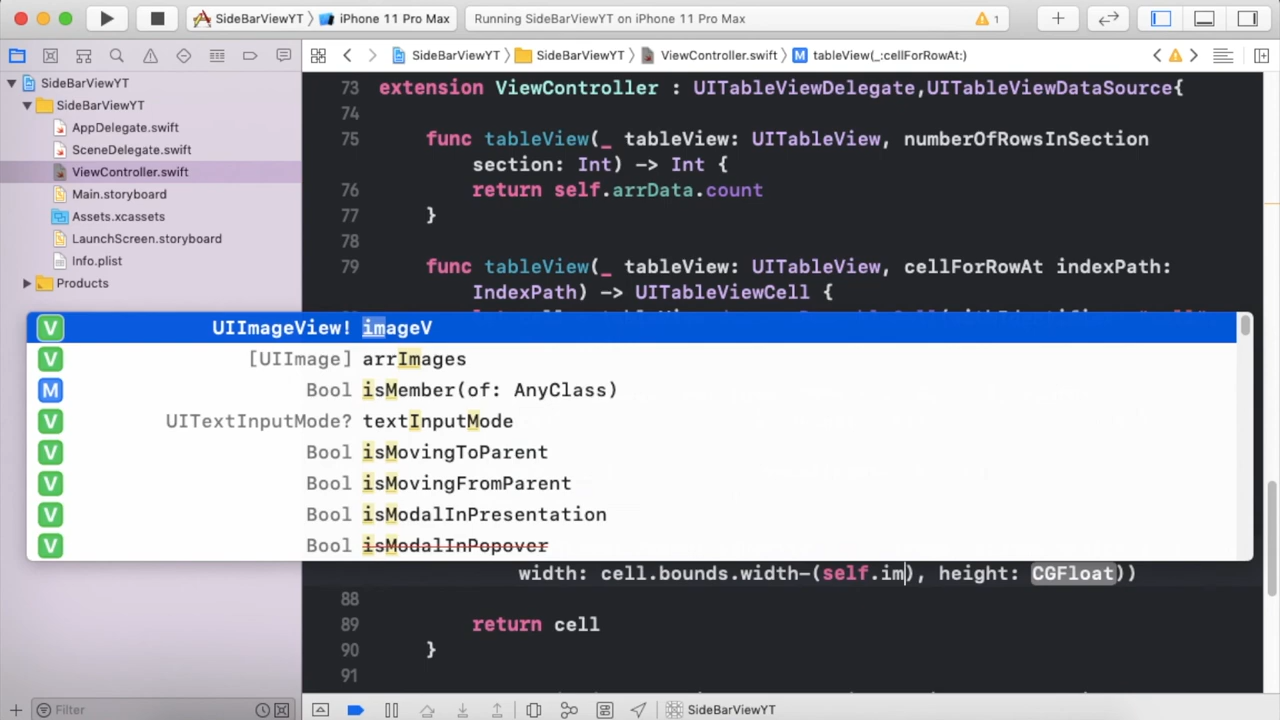 SideBarViewYT
iPhone 11 Pro Max
Running SideBarViewYT on iPhone 11 Pro Max
1
SideBarViewYT
SideBarViewYT
ViewController.swift
M
tableView(_:cellForRowAt:)
SideBarViewYT
SideBarViewYT
AppDelegate.swift
SceneDelegate.swift
ViewController.swift
Main.storyboard
Assets.xcassets
LaunchScreen.storyboard
Info.plist
Products
73 extension ViewController : UITableViewDelegate,UITableViewDataSource{
74
75 func tableView(_ tableView: UITableView, numberOfRowsInSection
section: Int) -> Int {
76 return self.arrData.count
77 }
78
79 func tableView(_ tableView: UITableView, cellForRowAt indexPath:
IndexPath) -> UITableViewCell {
V UIImageView! imageV
V [UIImage] arrImages
M Bool isMember(of: AnyClass)
V UITextInputMode? textInputMode
V Bool isMovingToParent
V Bool isMovingFromParent
V Bool isModalInPresentation
V Bool isModalInPopover
width: cell.bounds.width-(self.im), height: CGFloat))
88
89 return cell
90 }
91
Filter
SideBarViewYT